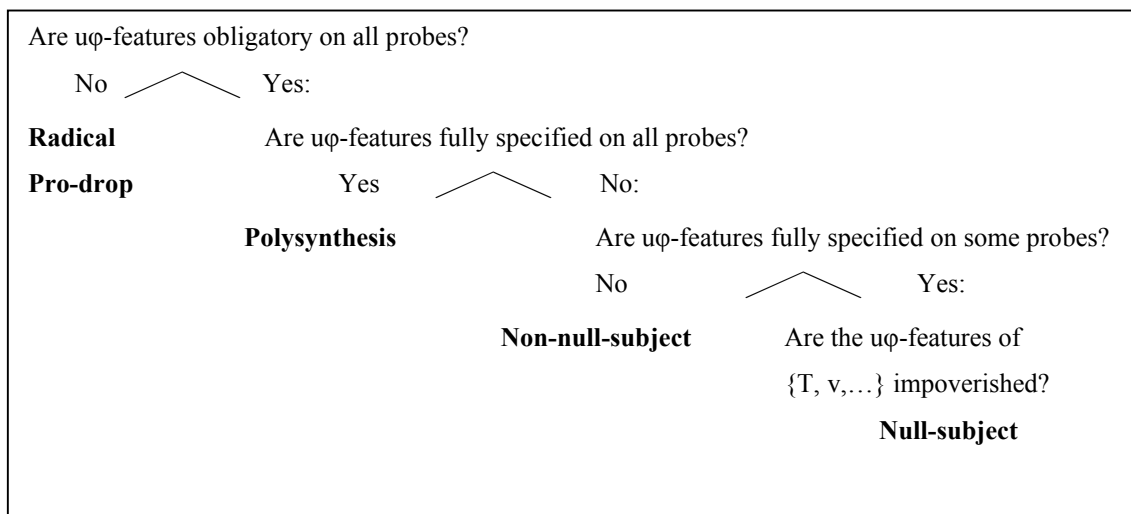 Are uφ-features obligatory on all probes?
No Yes:
Radical Are uφ-features fully specified on all probes?
Pro-drop Yes No:
Polysynthesis Are uφ-features fully specified on some probes?
No Yes:
Non-null-subject Are the uφ-features of
{T, v,…} impoverished?
Null-subject